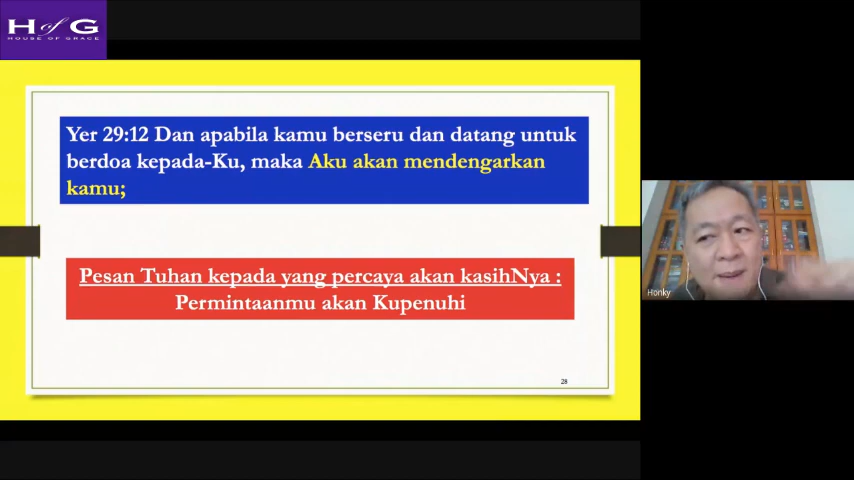 H of G
HOUSE OF GRACE
Yer 29:12 Dan apabila kamu berseru dan datang untuk
berdoa kepada-Ku, maka Aku akan mendengarkan
kamu;
Pesan Tuhan kepada yang percaya akan kasihNya :
Permintaanmu akan Kupenuhi
28
Honky